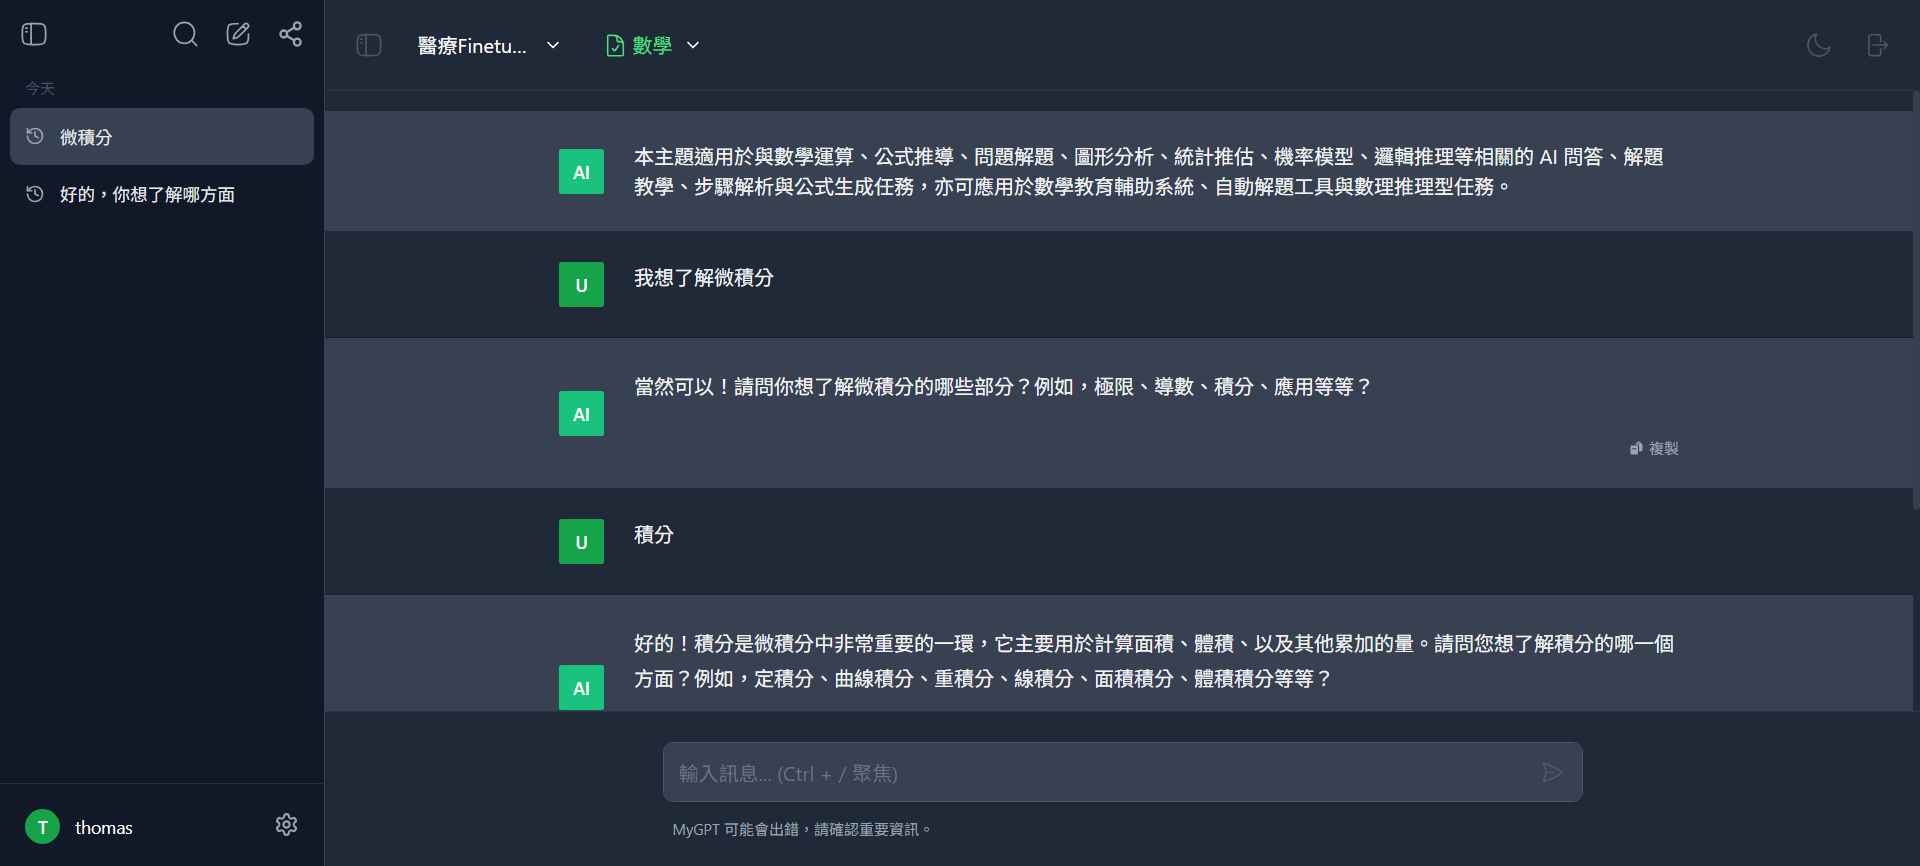 今天
微積分
好的，你想了解哪方面
T
thomas
醫療Finetu...
數學
AI
本主題適用於與數學運算、公式推導、問題解題、圖形分析、統計推估、機率模型、邏輯推理等相關的 AI 問答、解題
教學、步驟解析與公式生成任務，亦可應用於數學教育輔助系統、自動解題工具與數理推理型任務。
U
我想了解微積分
AI
當然可以！請問你想了解微積分的哪些部分？例如，極限、導數、積分、應用等等？
複製
U
積分
AI
好的！積分是微積分中非常重要的一環，它主要用於計算面積、體積、以及其他累加的量。請問您想了解積分的哪一個
方面？例如，定積分、曲線積分、重積分、線積分、面積積分、體積積分等等？
輸入訊息... (Ctrl + / 聚焦)
MyGPT 可能會出錯，請確認重要資訊。